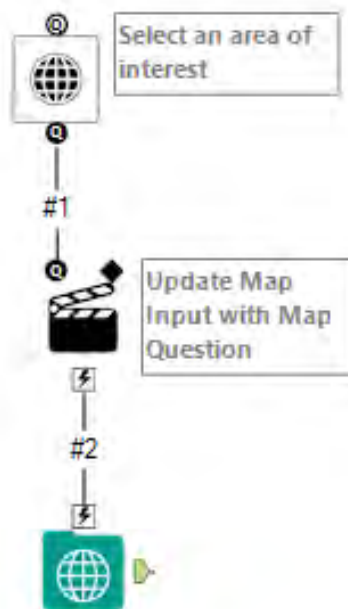 Q
Select an area of
interest
Q
#1
Q
Update Map
Input with Map
Question
#2